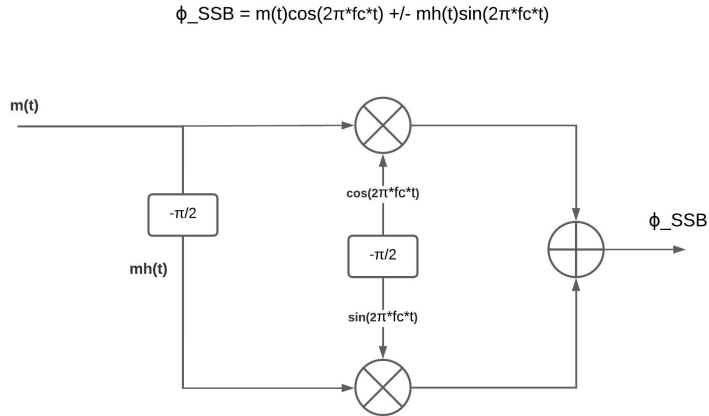 ϕ_SSB = m(t)cos(2π*fc*t) +/- mh(t)sin(2π*fc*t)
m(t)
cos(2π*fc*t)
-π/2
ϕ_SSB
-π/2
mh(t)
sin(2π*fc*t)